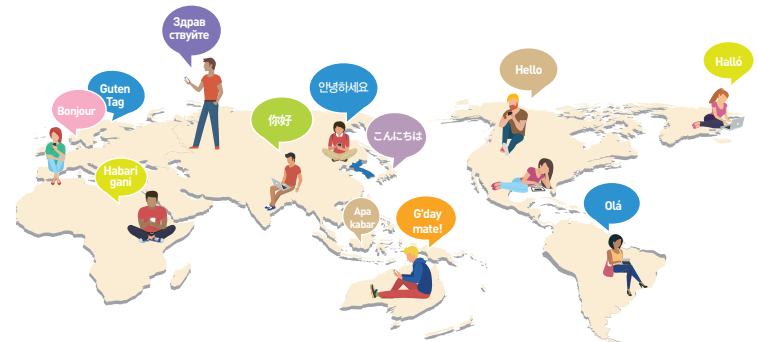 Здрав
ствуйте
Guten
Tag
Bonjour
Habari
gani
你好
안녕하세요
こんにちは
Apa
kabar
G'day
mate!
Hello
Halló
Olá